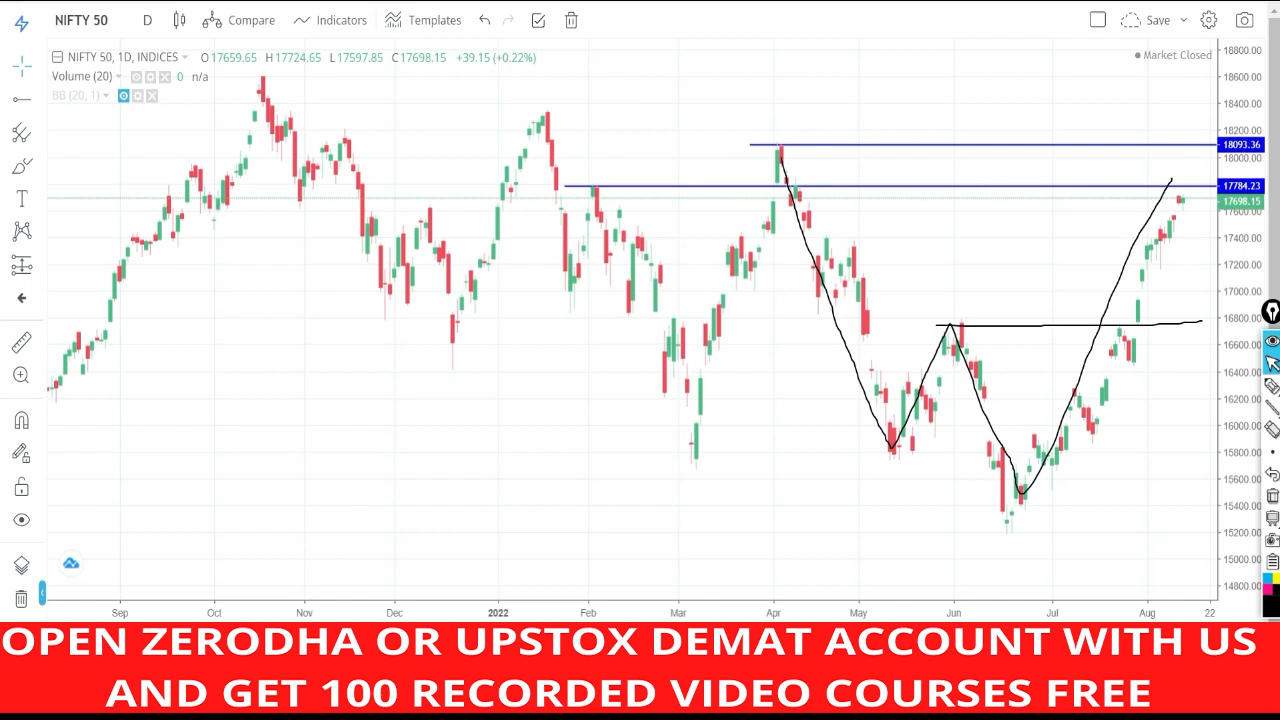 NIFTY 50 D Compare Indicators Templates Save
NIFTY 50, 1D, INDICES O17659.65 H17724.65 L17597.85 C17698.15 +39.15 (+0.22%)
Market Closed
Volume (20) 0 n/a
BB (20, 1)
18800.00
18600.00
18400.00
18200.00
18093.36
18000.00
17784.23
17698.15
17600.00
17400.00
17200.00
17000.00
16800.00
16600.00
16400.00
16200.00
16000.00
15800.00
15600.00
15400.00
15200.00
15000.00
14800.00
Sep Oct Nov Dec 2022 Feb Mar Apr May Jun Jul Aug 22
OPEN ZERODHA OR UPSTOX DEMAT ACCOUNT WITH US
AND GET 100 RECORDED VIDEO COURSES FREE